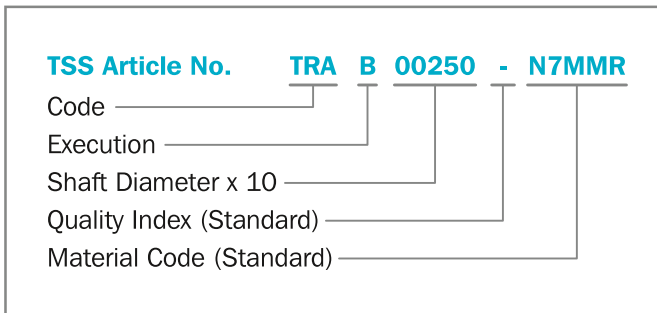 TSS Article No. TRA B 00250 - N7MMR
Code
Execution
Shaft Diameter x 10
Quality Index (Standard)
Material Code (Standard)